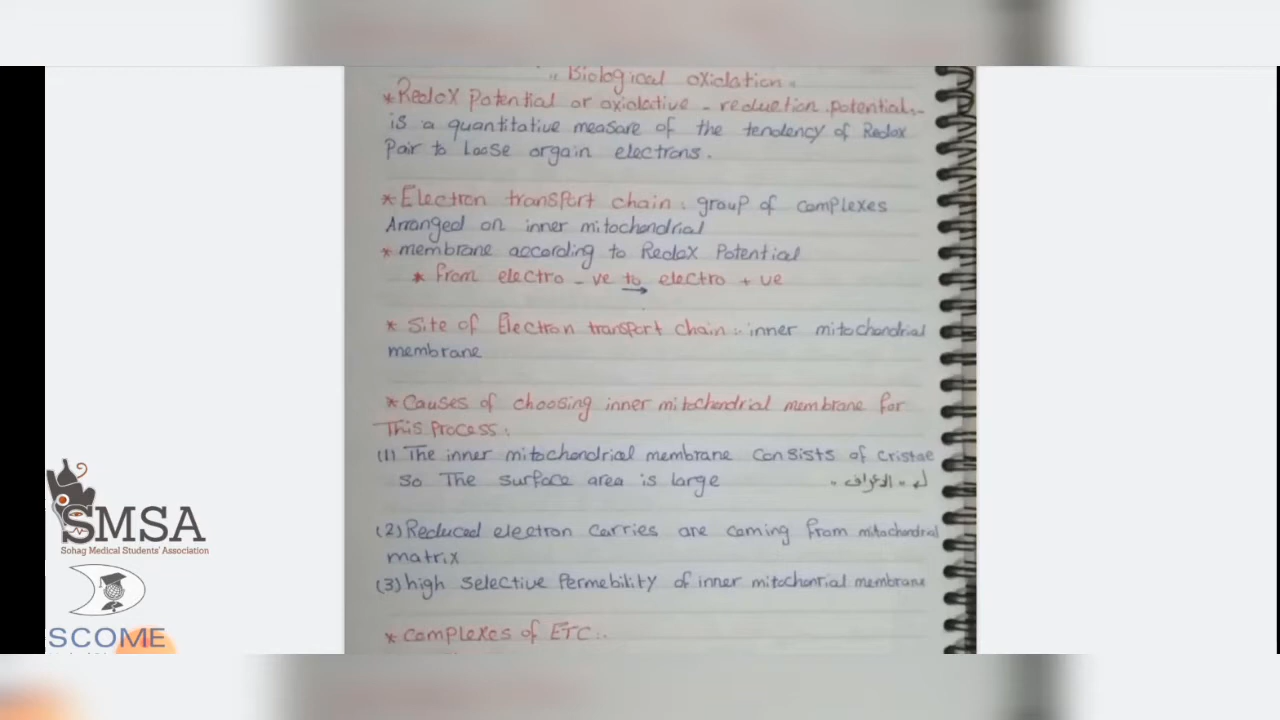 " Biological oxidation "
* Redox Potential or oxidative - reduction potential:-
is a quantitative measure of the tendency of Redox
Pair to loose orgain electrons.
* Electron transport chain : group of complexes
Arranged on inner mitochondrial
* membrane according to Redox Potential
* from electro - ve to electro + ve
* Site of Electron transport chain : inner mitochondrial
membrane
* Causes of choosing inner mitochondrial membrane for
This Process :
(1) The inner mitochondrial membrane Consists of cristae
so The surface area is large
(2) Reduced electron carries are coming from mitochondrial
matrix
(3) high selective Permebility of inner mitochontrial membrane
* Complexes of ETC :-
SMSA
Sohag Medical Students' Association
SCOME